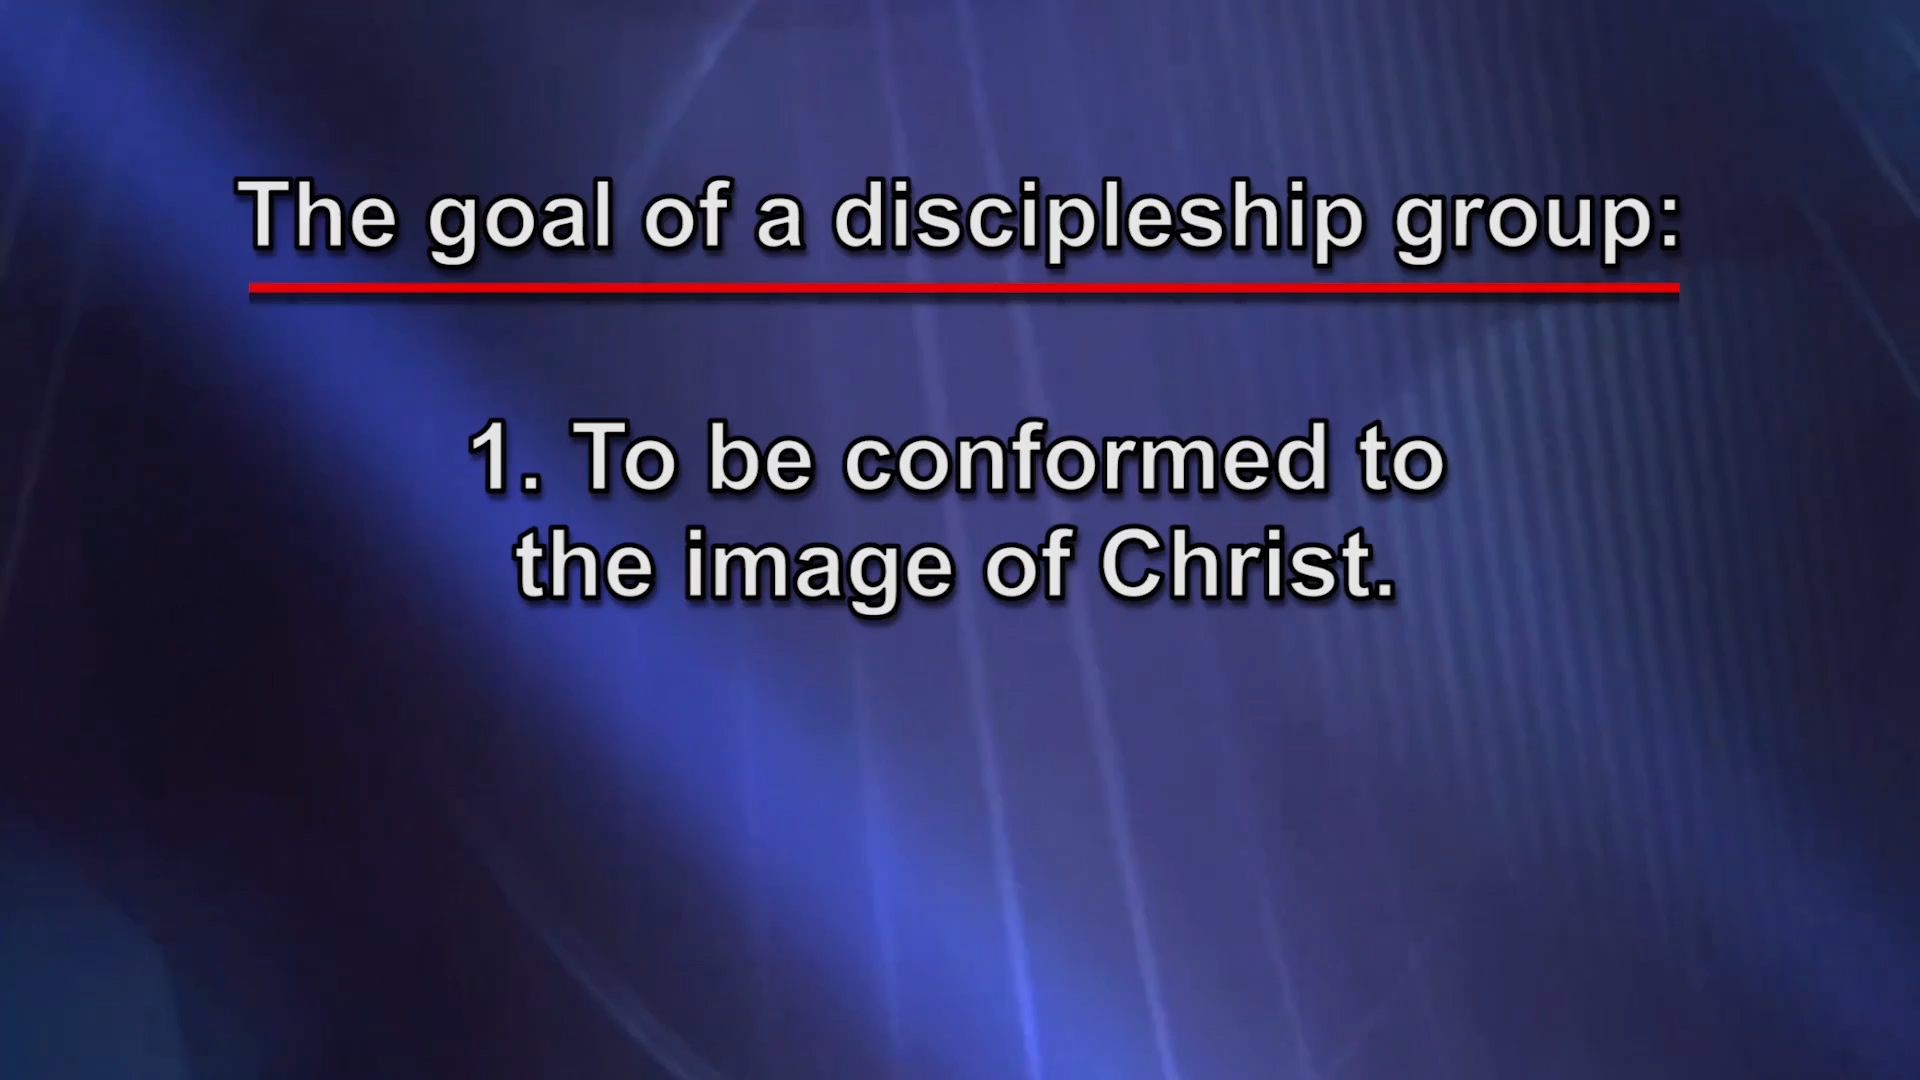 The goal of a discipleship group:
1. To be conformed to
the image of Christ.